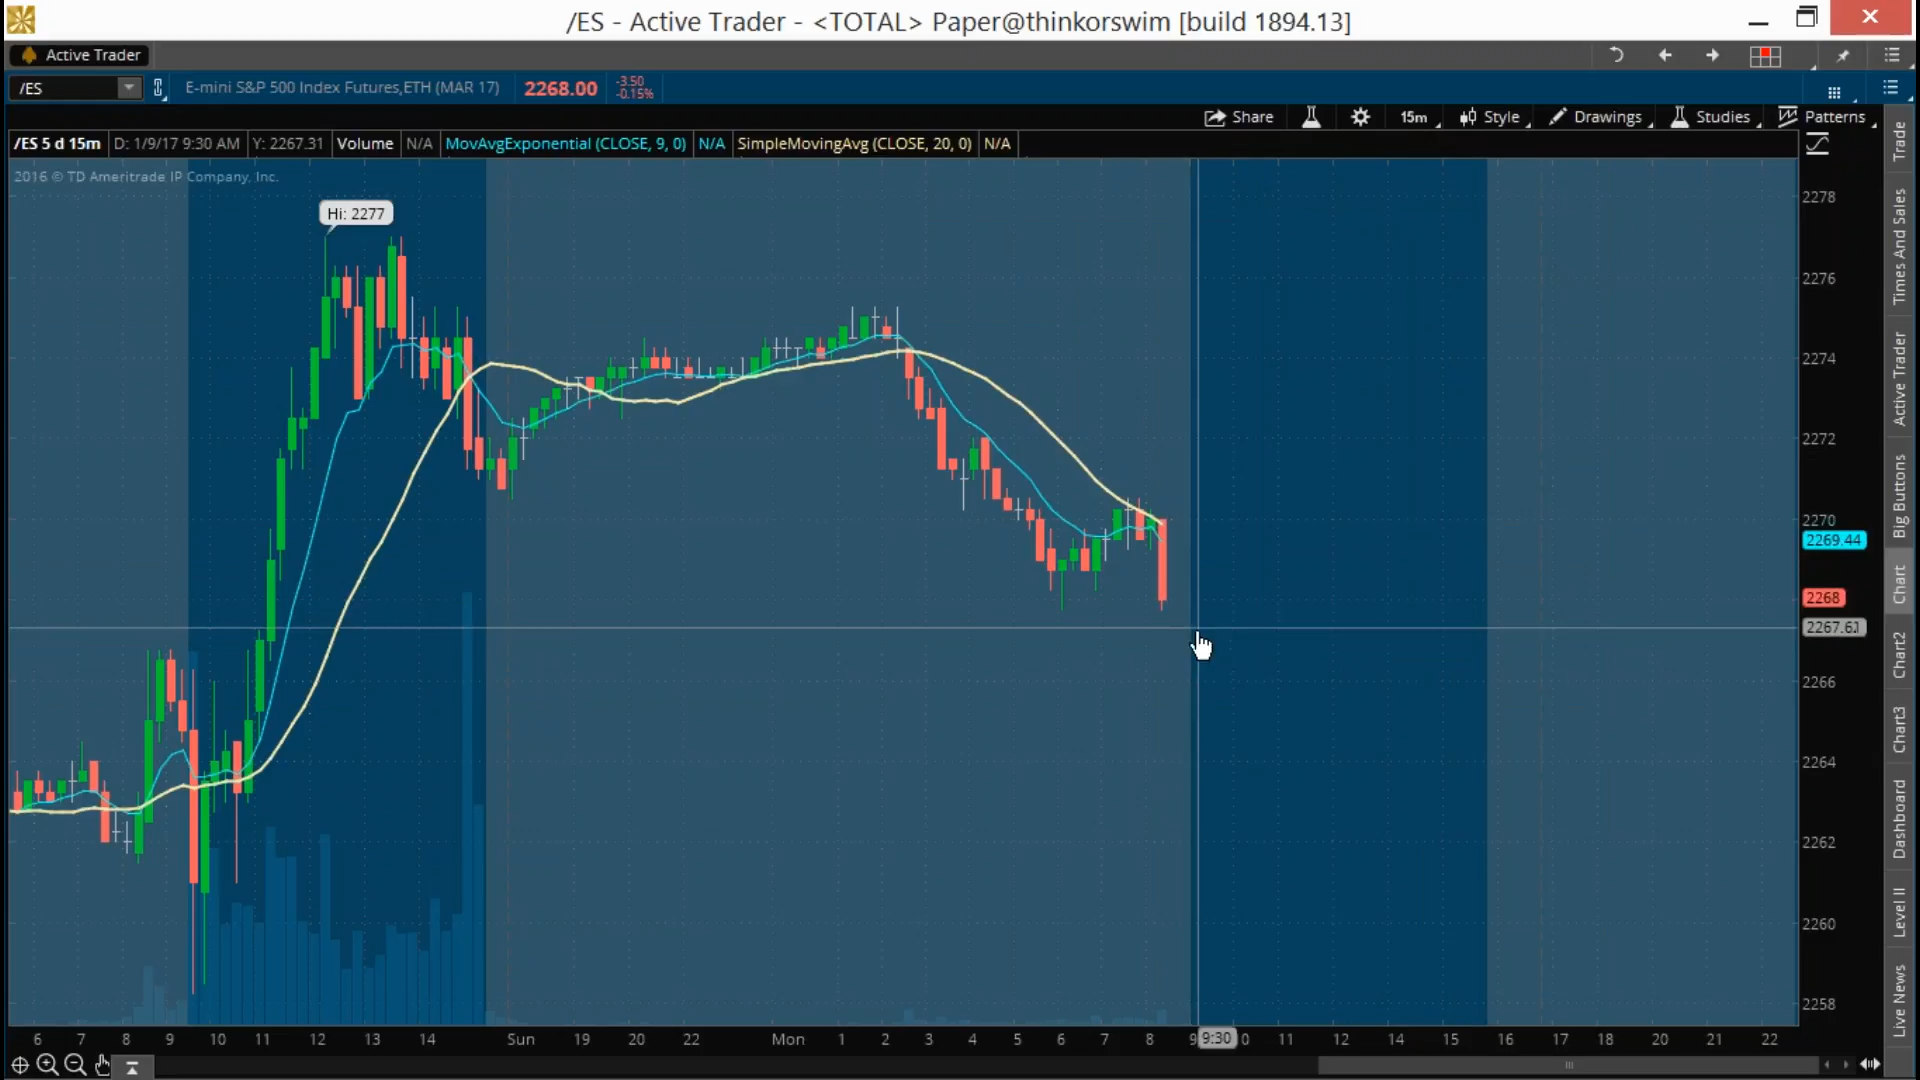 /ES - Active Trader - <TOTAL> Paper@thinkorswim [build 1894.13]
Active Trader
/ES E-mini S&P 500 Index Futures,ETH (MAR 17) 2268.00 -3.50 -0.15%
Share 15m Style Drawings Studies Patterns
/ES 5 d 15m D: 1/9/17 9:30 AM Y: 2267.31 Volume N/A MovAvgExponential (CLOSE, 9, 0) N/A SimpleMovingAvg (CLOSE, 20, 0) N/A
2016 © TD Ameritrade IP Company, Inc.
Hi: 2277
2278
2276
2274
2272
2270
2269.44
2268
2267.61
2266
2264
2262
2260
2258
6 7 8 9 10 11 12 13 14 Sun 19 20 22 Mon 1 2 3 4 5 6 7 8 9 9:30 0 11 12 13 14 15 16 17 18 20 21 22
Trade
Times And Sales
Active Trader
Big Buttons
Chart
Chart2
Chart3
Dashboard
Level II
Live News